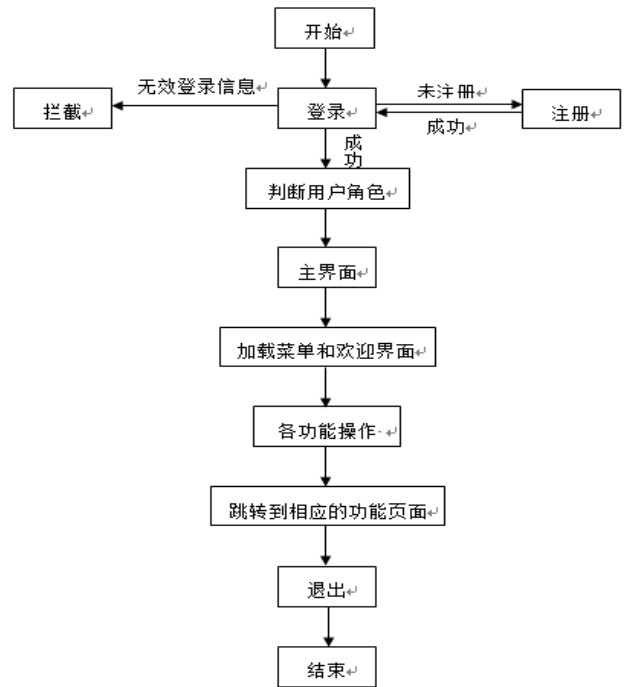 开始
无效登录信息
未注册
拦截
登录
注册
成功
成
功
判断用户角色
主界面
加载菜单和欢迎界面
各功能操作
跳转到相应的功能页面
退出
结束